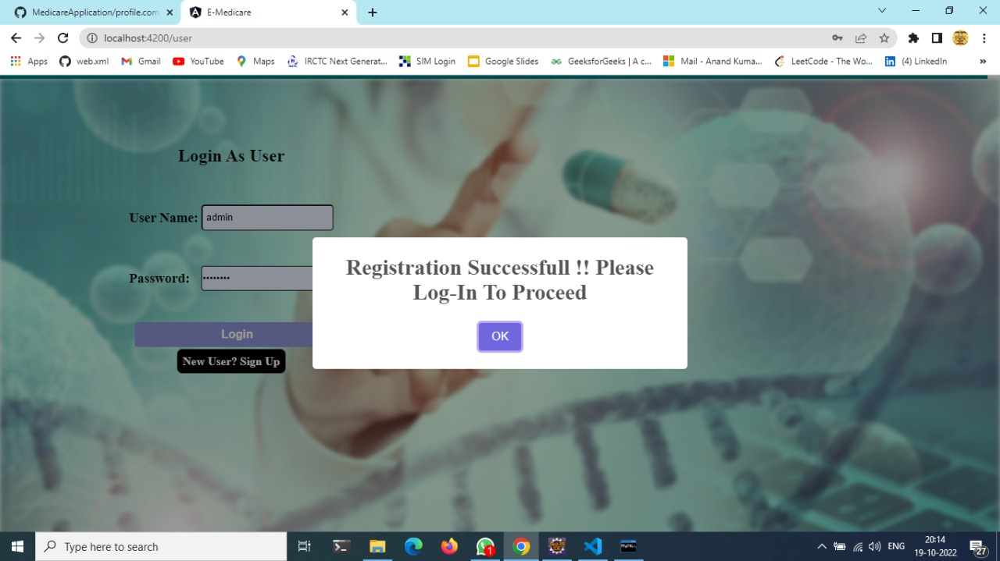 MedicareApplication/profile.com
E-Medicare
localhost:4200/user
Apps
web.xml
Gmail
YouTube
Maps
IRCTC Next Generat...
SIM Login
Google Slides
GeeksforGeeks | A c...
Mail - Anand Kuma...
LeetCode - The Wo...
(4) LinkedIn
»
Login As User
User Name: admin
Password: ••••••••
Login
New User? Sign Up
Registration Successfull !! Please
Log-In To Proceed
OK
Type here to search
1
ENG
20:14
19-10-2022
27